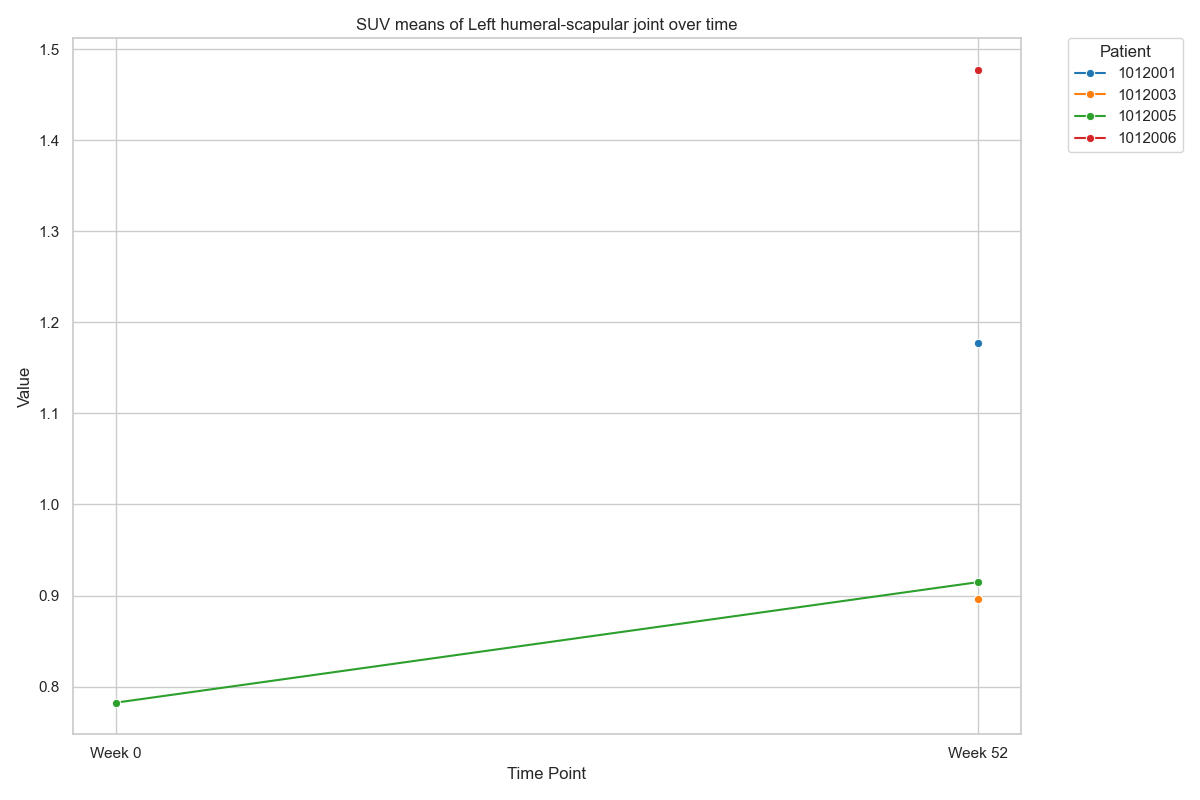 SUV means of Left humeral-scapular joint over time
Patient
1012001
1012003
1012005
1012006
Value
1.5
1.4
1.3
1.2
1.1
1.0
0.9
0.8
Week 0
Week 52
Time Point